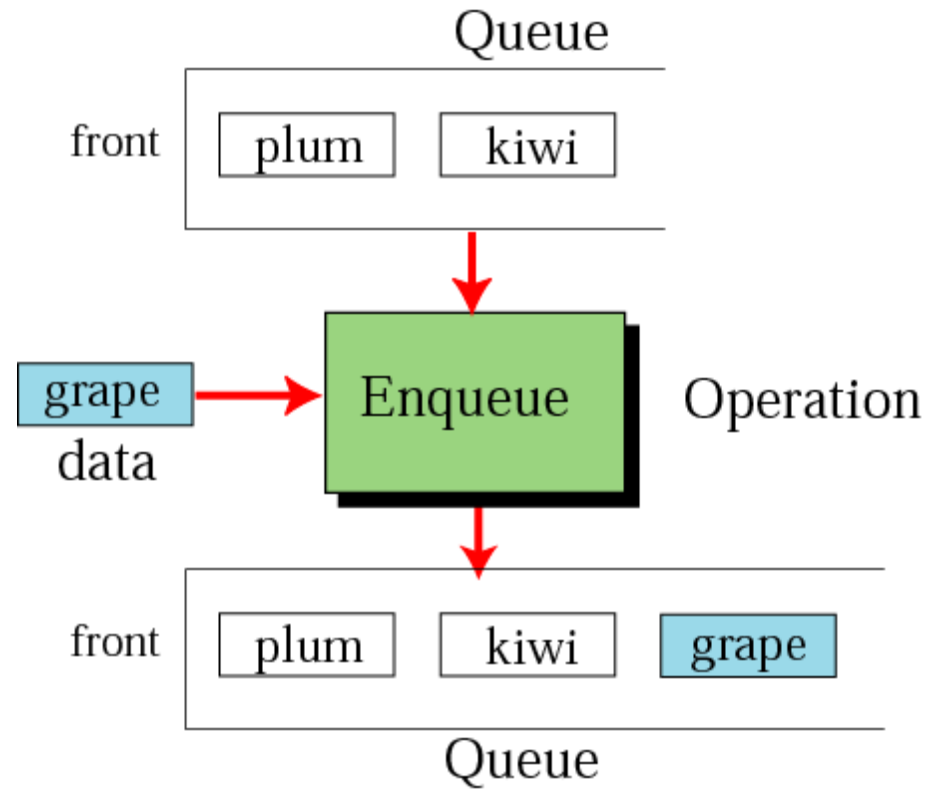 Queue
front plum kiwi
grape Enqueue Operation
data
front plum kiwi grape
Queue